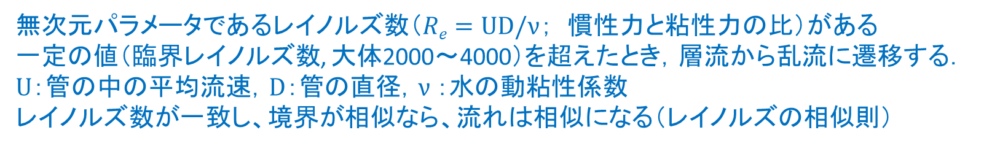 無次元パラメータであるレイノルズ数（Re = UD/ν； 慣性力と粘性力の比）がある
一定の値（臨界レイノルズ数, 大体2000～4000）を超えたとき，層流から乱流に遷移する．
U：管の中の平均流速，D：管の直径，ν：水の動粘性係数
レイノルズ数が一致し、境界が相似なら、流れは相似になる（レイノルズの相似則）